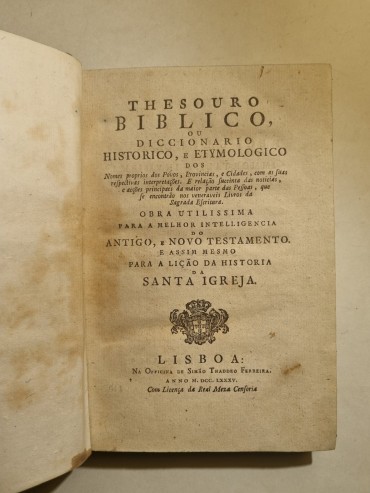 THESOURO
BIBLICO,
OU
DICCIONARIO
HISTORICO, E ETYMOLOGICO
DOS
Nomes proprios dos Povos, Provincias, e Cidades, com as suas
respectivas interpretações. E relação succinta das noticias,
e acções principaes da maior parte das Pessoas, que
se encontrão nos veneraveis Livros da
Sagrada Escritura.
OBRA UTILISSIMA
PARA A MELHOR INTELLIGENCIA
DO
ANTIGO, E NOVO TESTAMENTO.
E ASSIM MESMO
PARA A LIÇÃO DA HISTORIA
DA
SANTA IGREJA.
LISBOA:
NA OFFICINA DE SIMÃO THADDEO FERREIRA.
ANNO M. DCC. LXXXV.
Com Licença da Real Meza Censoria